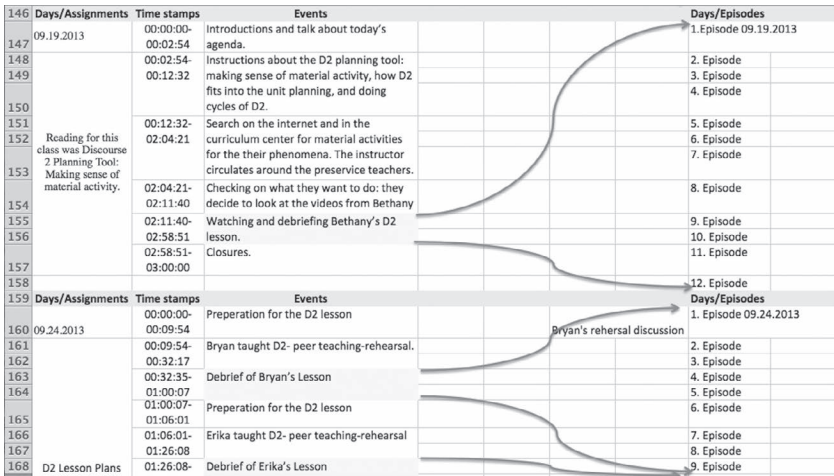 146 Days/Assignments Time stamps Events Days/Episodes
09.19.2013 00:00:00- Introductions and talk about today's 1.Episode 09.19.2013
147 00:02:54 agenda.
148 00:02:54- Instructions about the D2 planning tool: 2. Episode
149 00:12:32 making sense of material activity, how D2 3. Episode
fits into the unit planning, and doing 4. Episode
150 cycles of D2.
151 00:12:32- Search on the internet and in the 5. Episode
152 Reading for this 02:04:21 curriculum center for material activities 6. Episode
class was Discourse for the their phenomena. The instructor 7. Episode
2 Planning Tool:
153 Making sense of circulates around the preservice teachers.
material activity. 02:04:21- Checking on what they want to do: they 8. Episode
154 02:11:40 decide to look at the videos from Bethany
155 02:11:40- Watching and debriefing Bethany's D2 9. Episode
156 02:58:51 lesson. 10. Episode
02:58:51- Closures. 11. Episode
157 03:00:00
158 12. Episode
159 Days/Assignments Time stamps Events Days/Episodes
00:00:00- Preperation for the D2 lesson 1. Episode 09.24.2013
160 09.24.2013 00:09:54 Bryan's rehersal discussion
161 00:09:54- Bryan taught D2- peer teaching-rehearsal. 2. Episode
162 00:32:17 3. Episode
163 00:32:35- Debrief of Bryan's Lesson 4. Episode
164 01:00:07 5. Episode
01:00:07- Preperation for the D2 lesson 6. Episode
165 01:06:01
166 01:06:01- Erika taught D2- peer teaching-rehearsal 7. Episode
167 01:26:08 8. Episode
168 D2 Lesson Plans 01:26:08- Debrief of Erika's Lesson 9. Episode